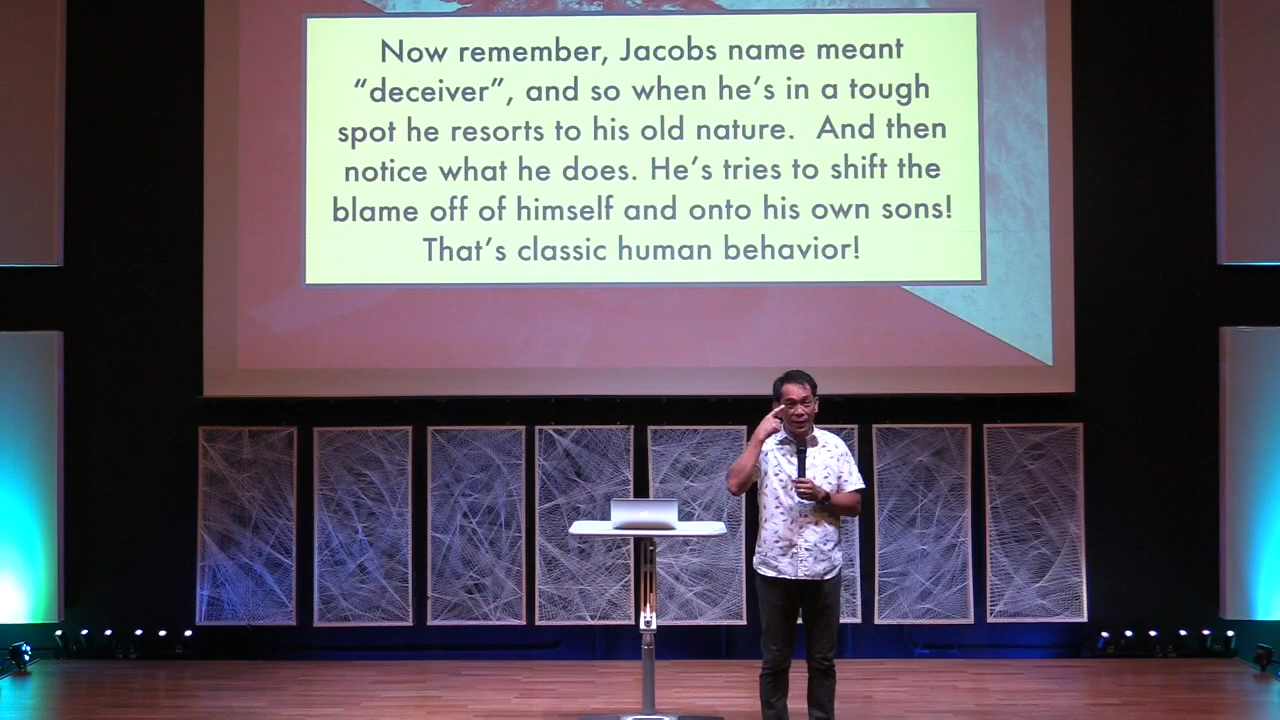 Now remember, Jacobs name meant
“deceiver”, and so when he’s in a tough
spot he resorts to his old nature.  And then
notice what he does. He’s tries to shift the
blame off of himself and onto his own sons!
That’s classic human behavior!